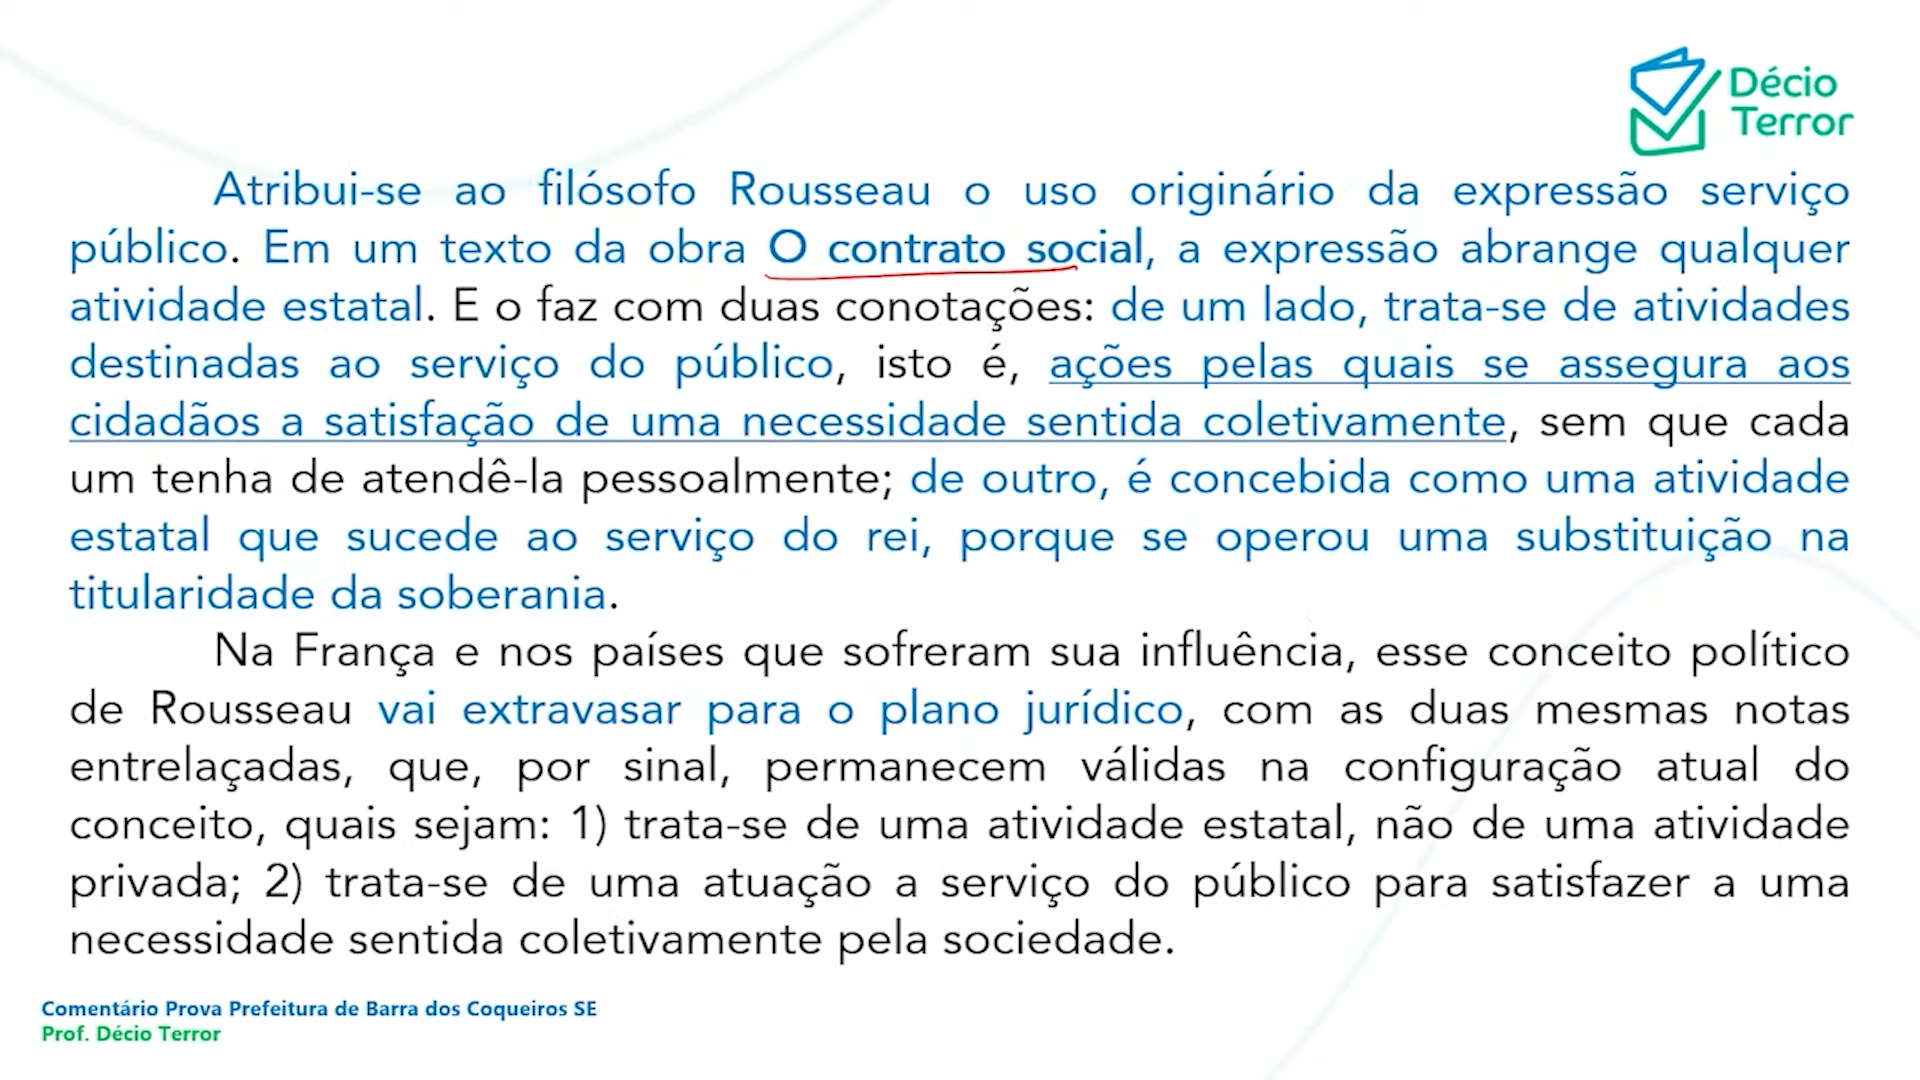 Décio
Terror
Atribui-se ao filósofo Rousseau o uso originário da expressão serviço
público. Em um texto da obra O contrato social, a expressão abrange qualquer
atividade estatal. E o faz com duas conotações: de um lado, trata-se de atividades
destinadas ao serviço do público, isto é, ações pelas quais se assegura aos
cidadãos a satisfação de uma necessidade sentida coletivamente, sem que cada
um tenha de atendê-la pessoalmente; de outro, é concebida como uma atividade
estatal que sucede ao serviço do rei, porque se operou uma substituição na
titularidade da soberania.
Na França e nos países que sofreram sua influência, esse conceito político
de Rousseau vai extravasar para o plano jurídico, com as duas mesmas notas
entrelaçadas, que, por sinal, permanecem válidas na configuração atual do
conceito, quais sejam: 1) trata-se de uma atividade estatal, não de uma atividade
privada; 2) trata-se de uma atuação a serviço do público para satisfazer a uma
necessidade sentida coletivamente pela sociedade.
Comentário Prova Prefeitura de Barra dos Coqueiros SE
Prof. Décio Terror